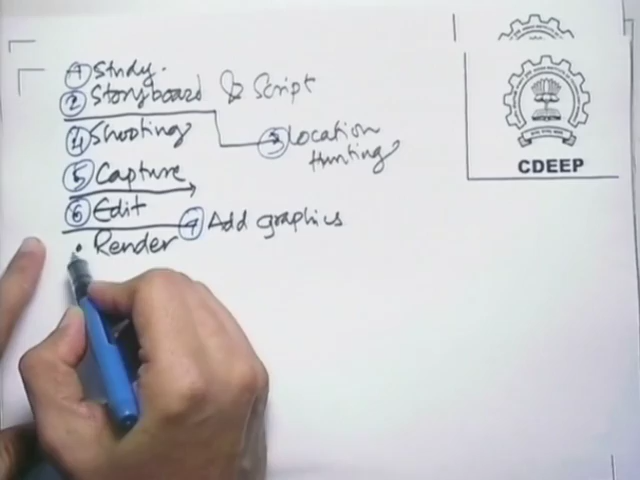 1 Study.
2 Storyboard & Script
4 Shooting
3 Location
Hunting
5 Capture
6 Edit
7 Add graphics
• Render
CDEEP